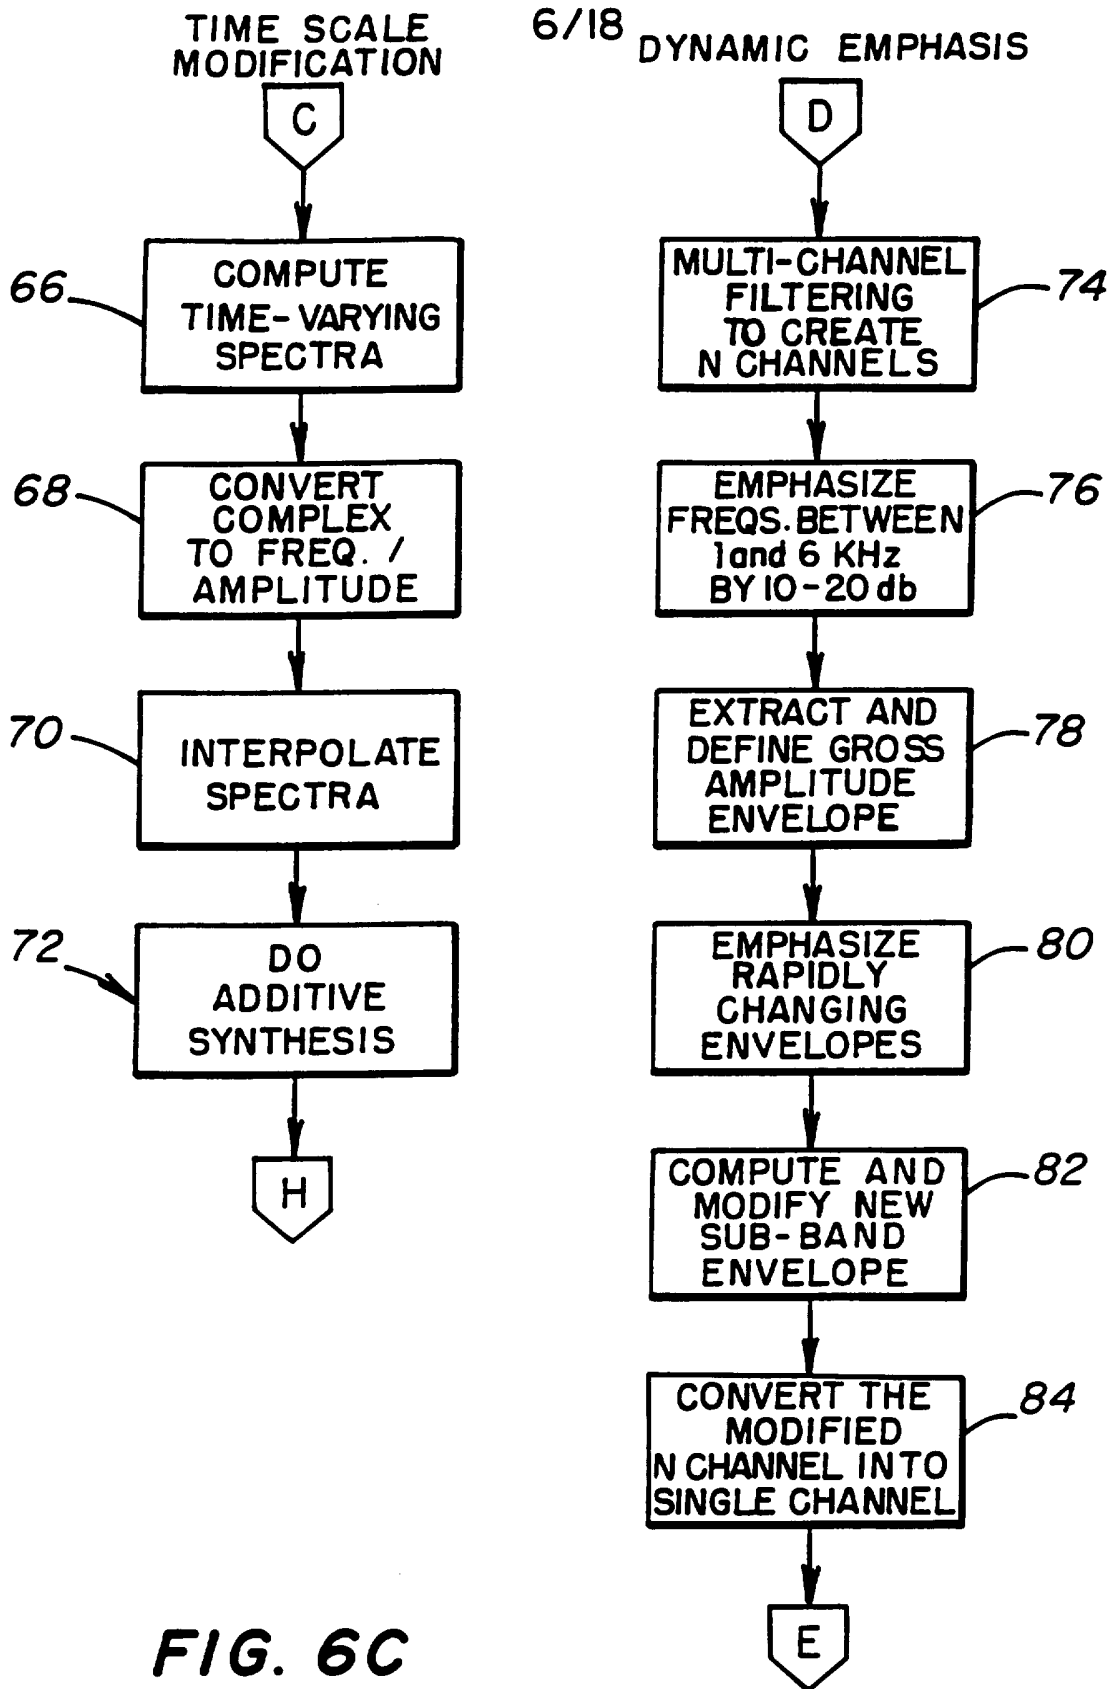 6/18
TIME SCALE
MODIFICATION
C
66
COMPUTE
TIME-VARYING
SPECTRA
68
CONVERT
COMPLEX
TO FREQ. /
AMPLITUDE
70
INTERPOLATE
SPECTRA
72
DO
ADDITIVE
SYNTHESIS
H
DYNAMIC EMPHASIS
D
MULTI-CHANNEL
FILTERING
TO CREATE
N CHANNELS
74
EMPHASIZE
FREQS. BETWEEN
1 and 6 KHz
BY 10-20 db
76
EXTRACT AND
DEFINE GROSS
AMPLITUDE
ENVELOPE
78
EMPHASIZE
RAPIDLY
CHANGING
ENVELOPES
80
COMPUTE AND
MODIFY NEW
SUB-BAND
ENVELOPE
82
CONVERT THE
MODIFIED
N CHANNEL INTO
SINGLE CHANNEL
84
E
FIG. 6C